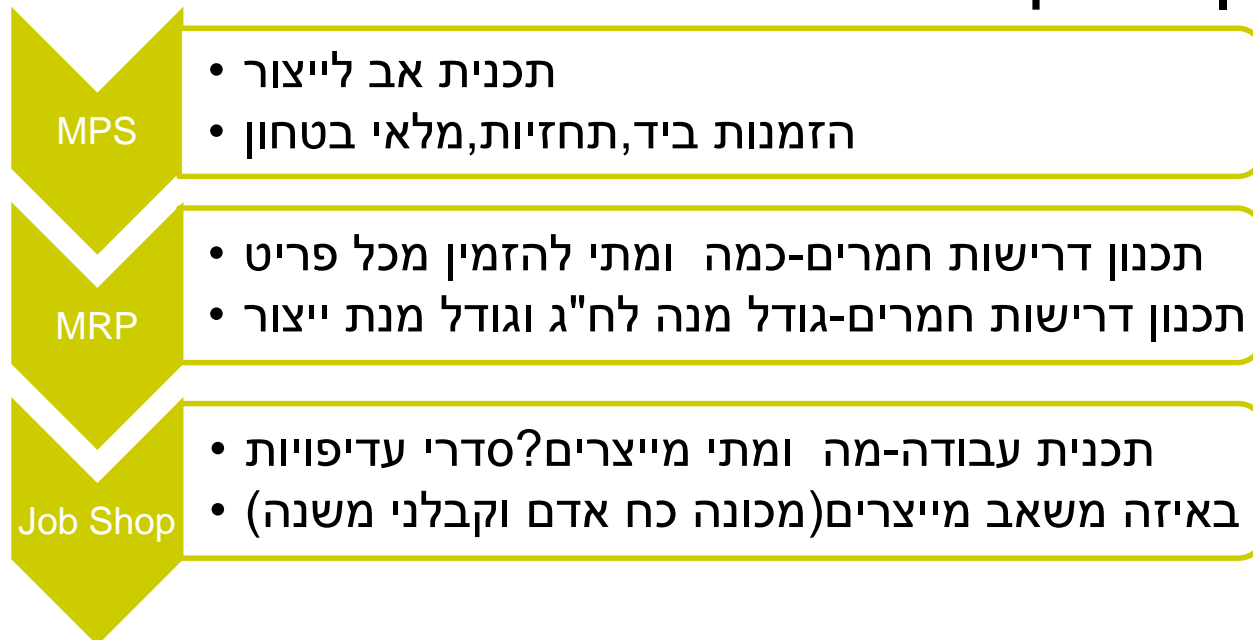 MPS
• תכנית אב לייצור
• הזמנות ביד,תחזיות,מלאי בטחון
MRP
• תכנון דרישות חמרים-כמה ומתי להזמין מכל פריט
• תכנון דרישות חמרים-גודל מנה לח"ג וגודל מנת ייצור
Job Shop
• תכנית עבודה-מה ומתי מייצרים?סדרי עדיפויות
• באיזה משאב מייצרים(מכונה כח אדם וקבלני משנה)